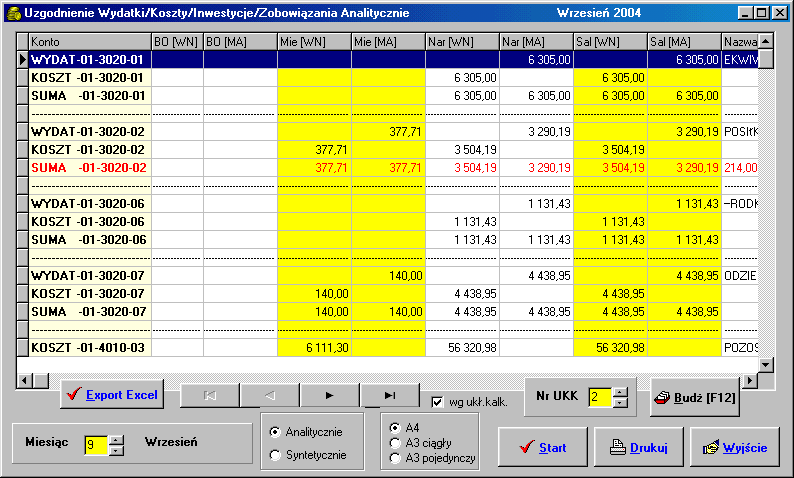 Uzgodnienie Wydatki/Koszty/Inwestycje/Zobowiązania Analitycznie Wrzesień 2004
Konto BO [WN] BO [MA] Mie [WN] Mie [MA] Nar [WN] Nar [MA] Sal [WN] Sal [MA] Nazwa
WYDAT-01-3020-01 6 305,00 6 305,00 EKWIW
KOSZT -01-3020-01 6 305,00 6 305,00
SUMA -01-3020-01 6 305,00 6 305,00 6 305,00 6 305,00
WYDAT-01-3020-02 377,71 3 290,19 3 290,19 POSIłK
KOSZT -01-3020-02 377,71 3 504,19 3 504,19
SUMA -01-3020-02 377,71 377,71 3 504,19 3 290,19 3 504,19 3 290,19 214,00
WYDAT-01-3020-06 1 131,43 1 131,43 –RODK
KOSZT -01-3020-06 1 131,43 1 131,43
SUMA -01-3020-06 1 131,43 1 131,43 1 131,43 1 131,43
WYDAT-01-3020-07 140,00 4 438,95 4 438,95 ODZIE
KOSZT -01-3020-07 140,00 4 438,95 4 438,95
SUMA -01-3020-07 140,00 140,00 4 438,95 4 438,95 4 438,95 4 438,95
KOSZT -01-4010-03 6 111,30 56 320,98 56 320,98 POZOS
Export Excel wg ukł.kalk. Nr UKK 2 Budż [F12]
Miesiąc 9 Wrzesień
Analitycznie
Syntetycznie
A4
A3 ciągły
A3 pojedynczy
Start Drukuj Wyjście